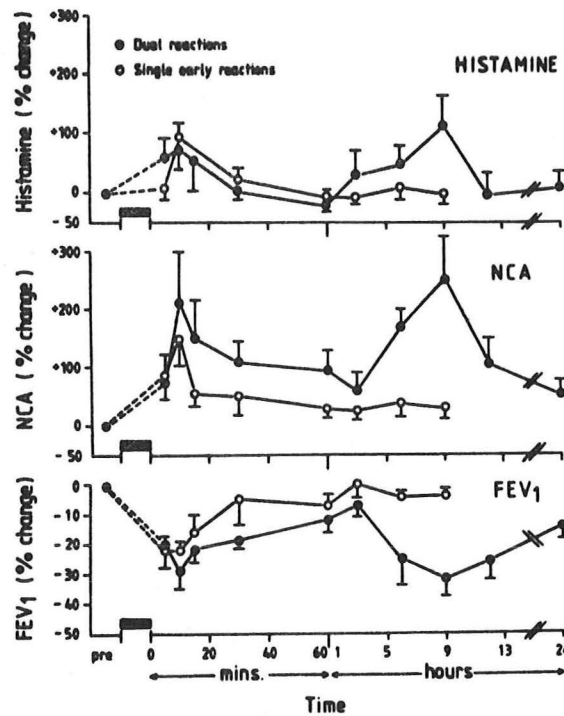 +300
+200
+100
0
- 50
Histamine (% change)
● Dual reactions
○ Single early reactions
HISTAMINE
+300
+200
+100
0
- 50
NCA (% change)
NCA
0
- 10
- 20
- 30
- 40
- 50
FEV1 (% change)
FEV1
pre 0 20 40 60 1 5 9 13 24
mins. hours
Time